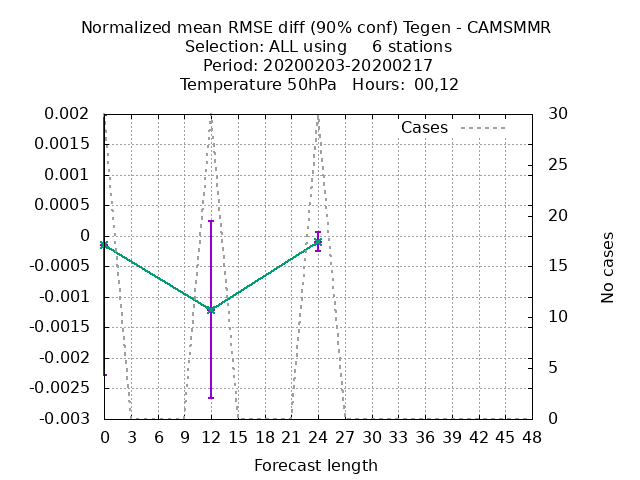 Normalized mean RMSE diff (90% conf) Tegen - CAMSMMR
Selection: ALL using     6 stations
Period: 20200203-20200217
Temperature 50hPa   Hours:  00,12
0.002
0.0015
0.001
0.0005
0
-0.0005
-0.001
-0.0015
-0.002
-0.0025
-0.003
Cases
30
25
20
15
10
5
0
No cases
0 3 6 9 12 15 18 21 24 27 30 33 36 39 42 45 48
Forecast length